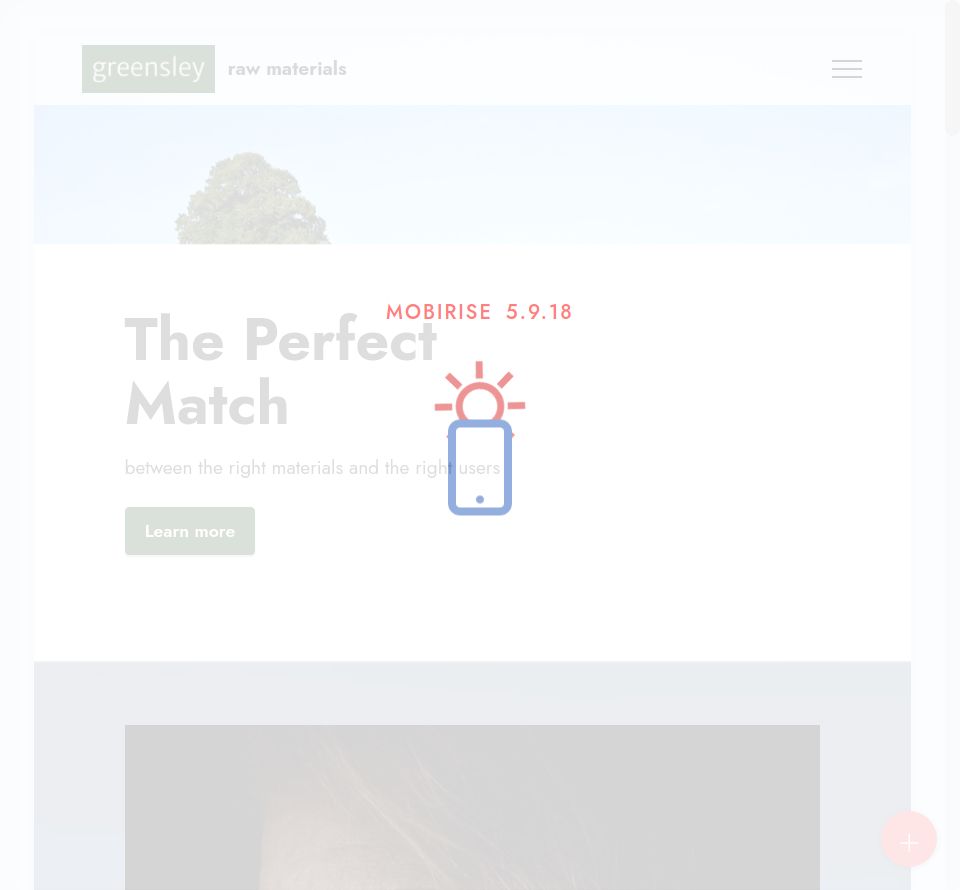 greensley
raw materials
MOBIRISE 5.9.18
The Perfect
Match
between the right materials and the right users
Learn more